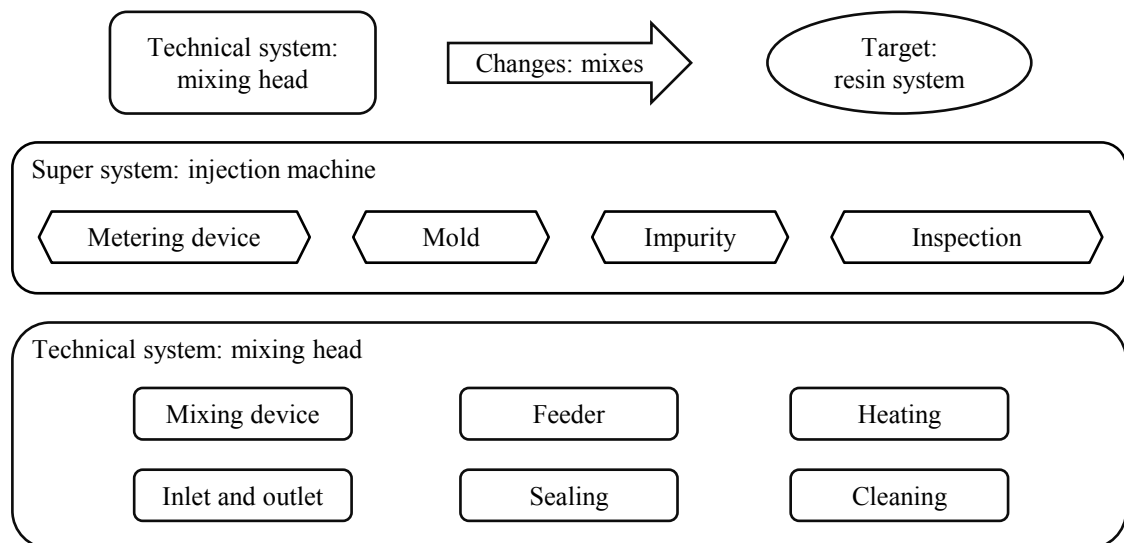 Technical system:
mixing head
Changes: mixes
Target:
resin system
Super system: injection machine
Metering device
Mold
Impurity
Inspection
Technical system: mixing head
Mixing device
Feeder
Heating
Inlet and outlet
Sealing
Cleaning